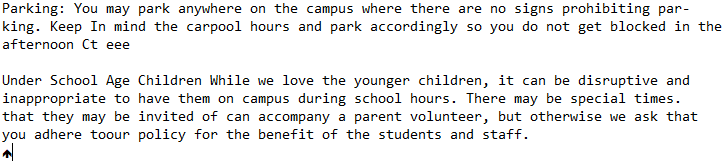 Parking: You may park anywhere on the campus where there are no signs prohibiting par-
king. Keep In mind the carpool hours and park accordingly so you do not get blocked in the
afternoon Ct eee

Under School Age Children While we love the younger children, it can be disruptive and
inappropriate to have them on campus during school hours. There may be special times.
that they may be invited of can accompany a parent volunteer, but otherwise we ask that
you adhere toour policy for the benefit of the students and staff.